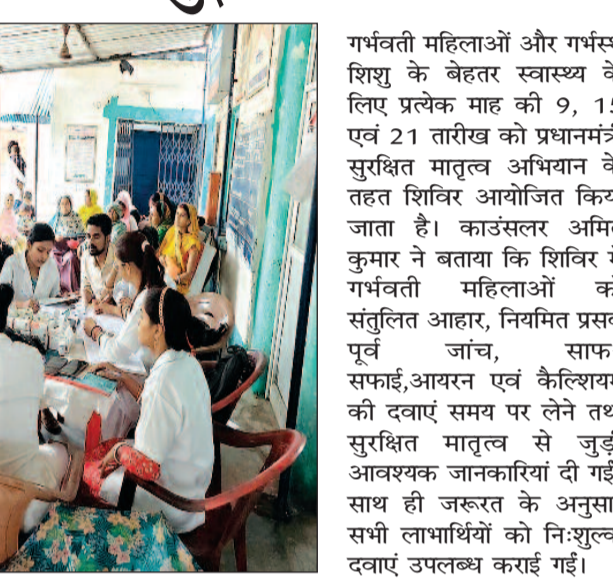 गर्भवती महिलाओं और गर्भस्
शिशु के बेहतर स्वास्थ्य
लिए प्रत्येक माह की 9,
एवं 21 तारीख को प्रधानमंत्र
सुरक्षित मातृत्व अभियान
तहत शिविर आयोजित किय
जाता है। काउंसलर
कुमार ने बताया कि शिविर
गर्भवती महिलाओं
संतुलित आहार, नियमित प्रसव
पूर्व जांच, साफ
सफाई,आयरन एवं कैल्शियम
की दवाएं समय पर लेने तथ
सुरक्षित मातृत्व से जुड़
आवश्यक जानकारियां दी गईं
साथ ही जरूरत के अनुसा
सभी लाभार्थियों को निःशुल्क
दवाएं उपलब्ध कराई गईं।